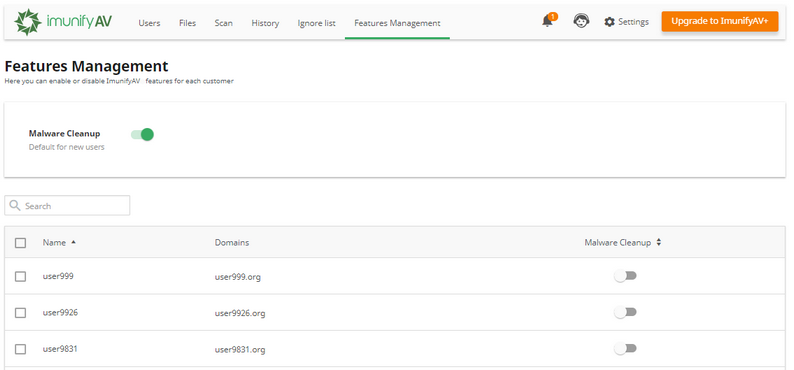 imunifyAV Users Files Scan History Ignore list Features Management 1 Settings Upgrade to ImunifyAV+
Features Management
Here you can enable or disable ImunifyAV features for each customer
Malware Cleanup
Default for new users
Search
Name Domains Malware Cleanup
user999 user999.org
user9926 user9926.org
user9831 user9831.org